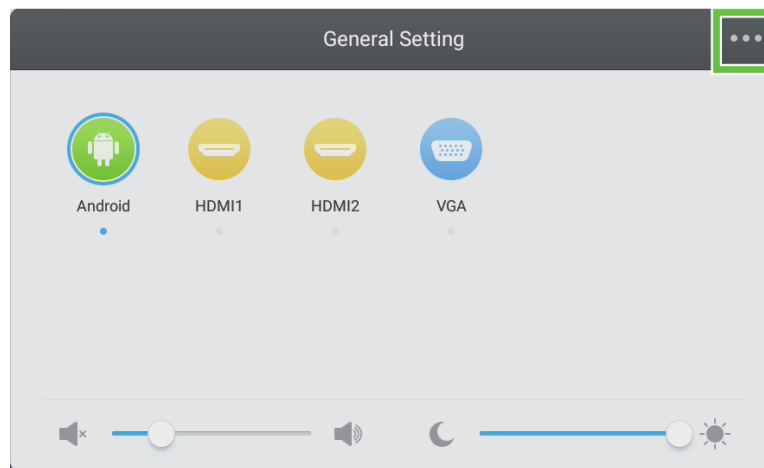 General Setting
Android
HDMI1
HDMI2
VGA